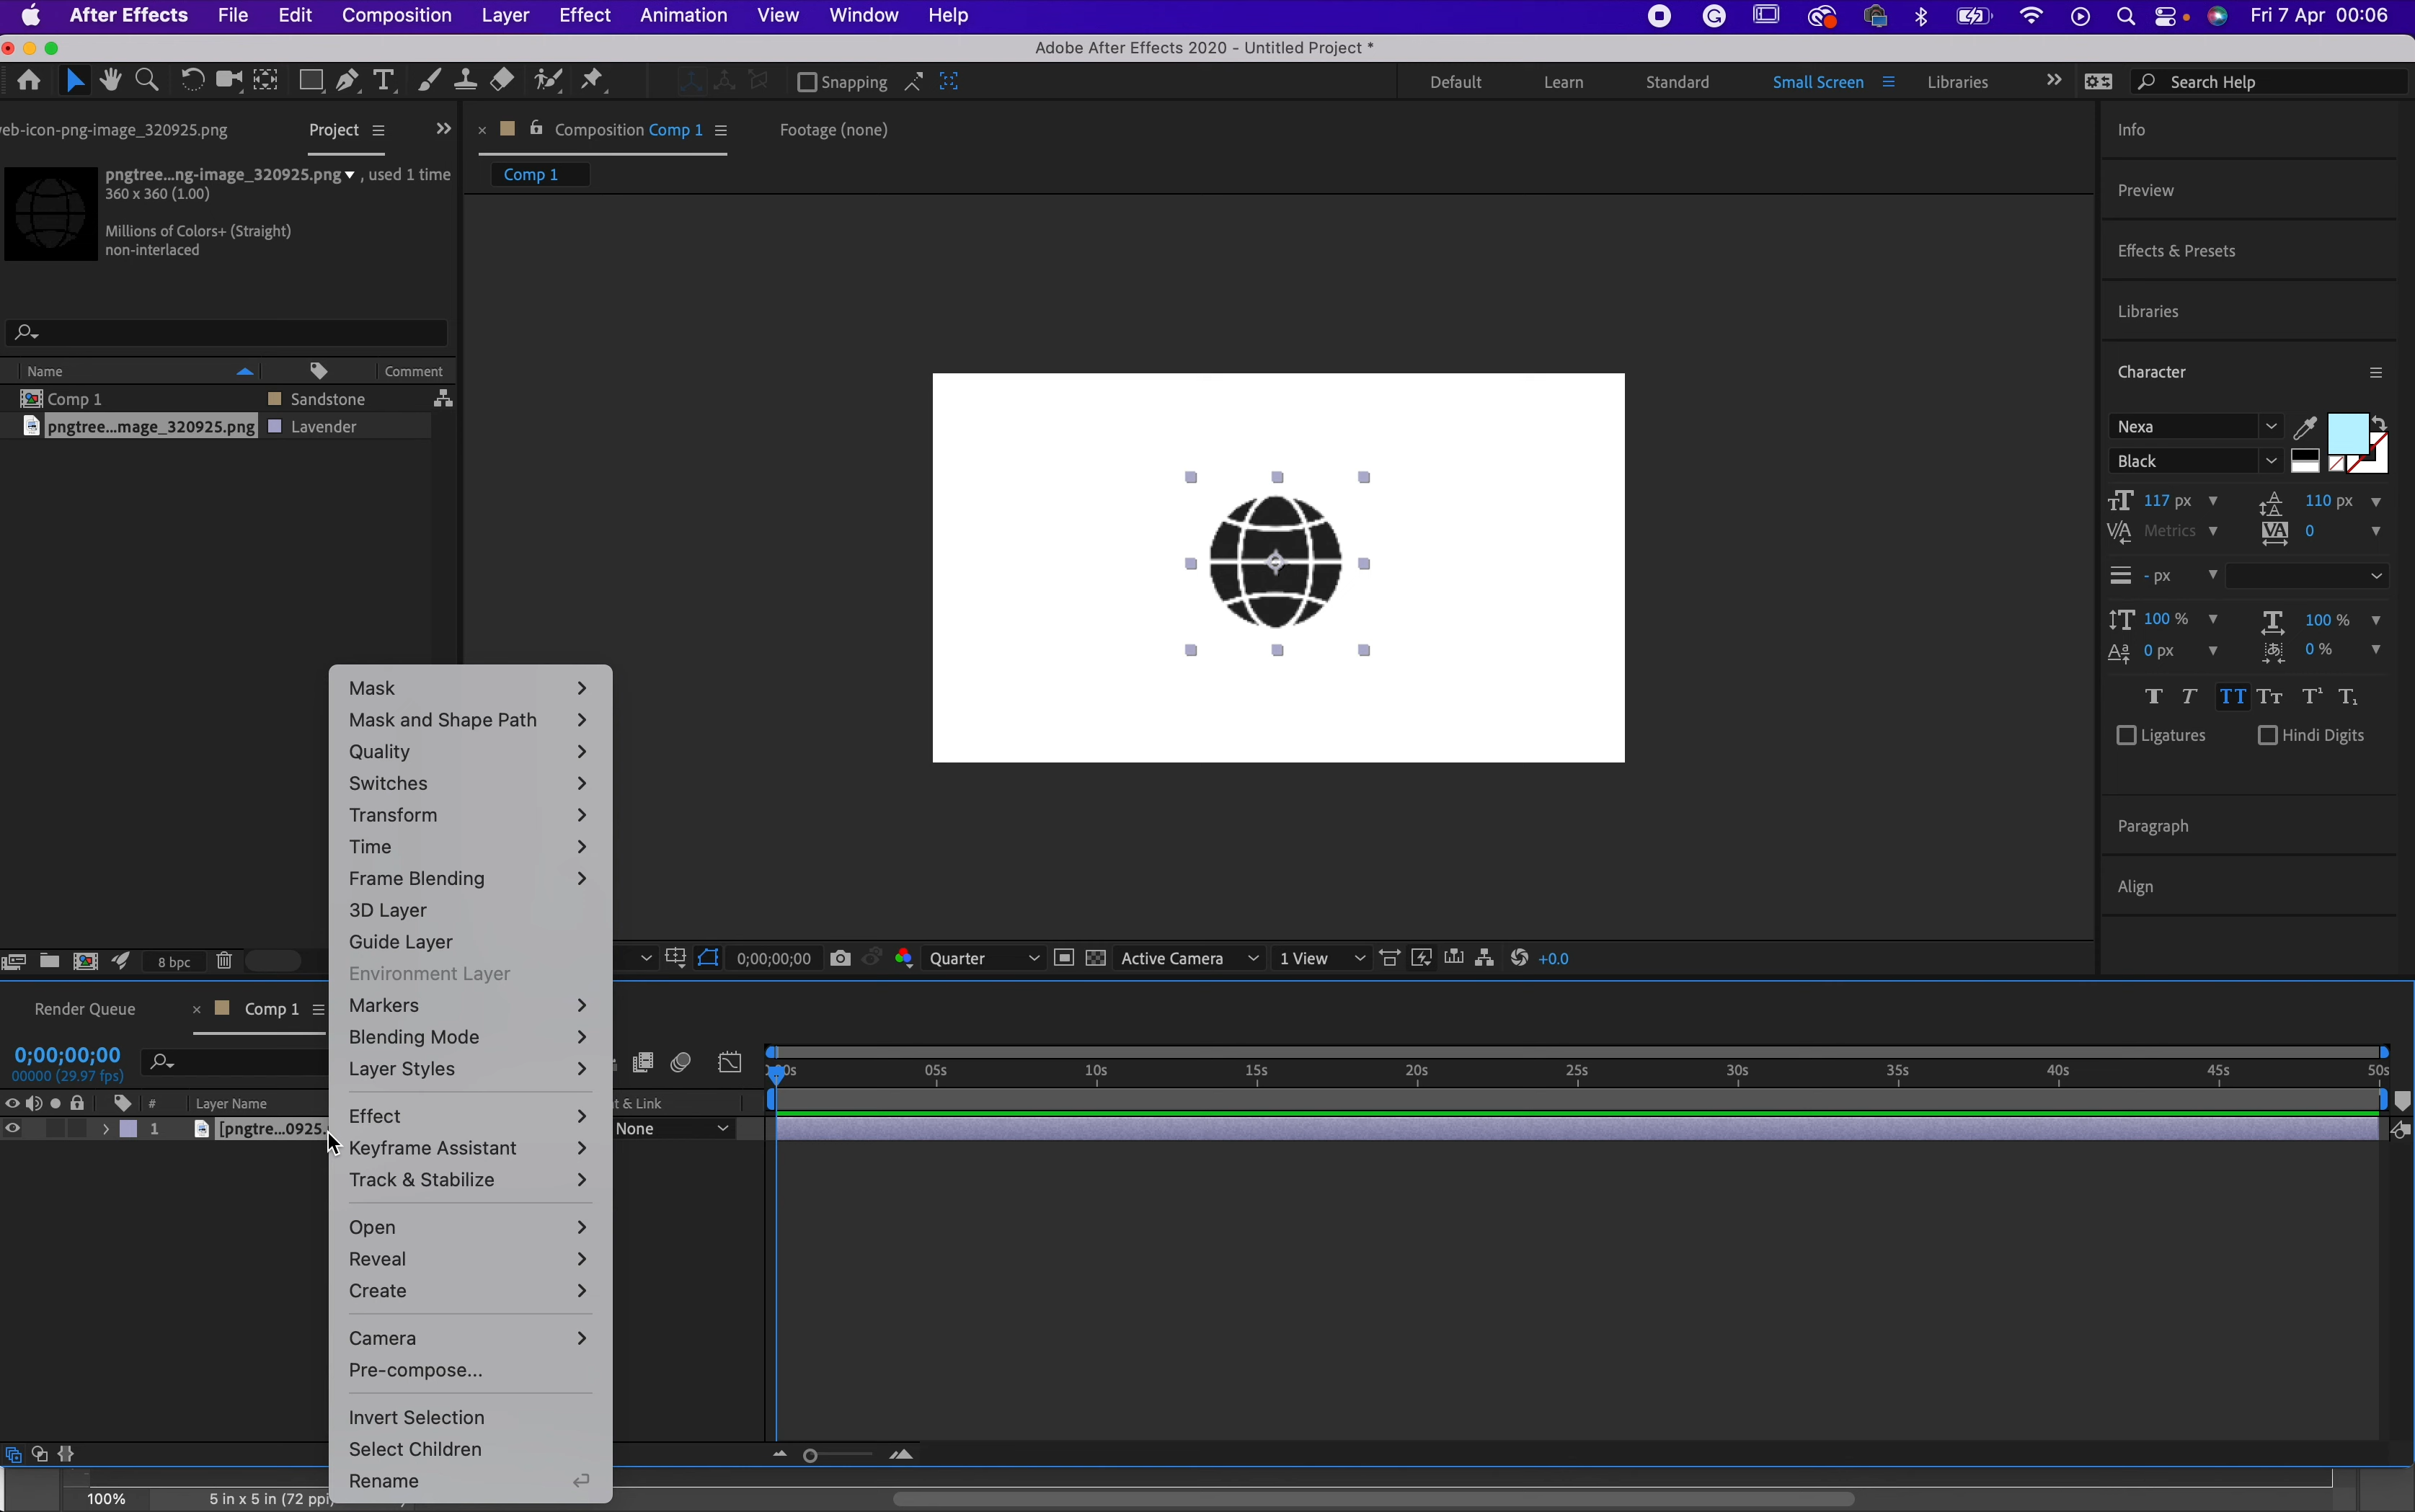 After Effects File Edit Composition Layer Effect Animation View Window Help Fri 7 Apr 00:06
Adobe After Effects 2020 - Untitled Project *
Snapping Default Learn Standard Small Screen Libraries Search Help
eb-icon-png-image_320925.png Project Composition Comp 1 Footage (none)
pngtree...ng-image_320925.png , used 1 time
360 x 360 (1.00)
Millions of Colors+ (Straight)
non-interlaced
Comp 1
Info
Preview
Effects & Presets
Libraries
Character
Name Comment
Comp 1 Sandstone
pngtree...mage_320925.png Lavender
Nexa
Black
117 px 110 px
Metrics 0
- px
100 % 100 %
0 px 0 %
Ligatures Hindi Digits
Paragraph
Align
Mask
Mask and Shape Path
Quality
Switches
Transform
Time
Frame Blending
3D Layer
Guide Layer
Environment Layer
Markers
Blending Mode
Layer Styles
Effect
Keyframe Assistant
Track & Stabilize
Open
Reveal
Create
Camera
Pre-compose...
Invert Selection
Select Children
Rename
8 bpc 0;00;00;00 Quarter Active Camera 1 View +0.0
Render Queue Comp 1
0;00;00;00
00000 (29.97 fps)
0s 05s 10s 15s 20s 25s 30s 35s 40s 45s 50s
# Layer Name t & Link
1 [pngtre...0925. None
100% 5 in x 5 in (72 ppi